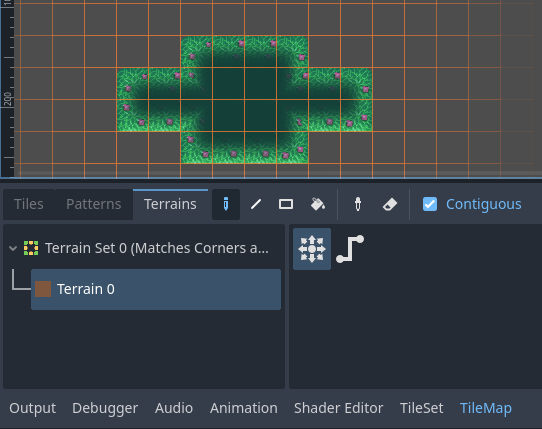 200
Tiles Patterns Terrains Contiguous
Terrain Set 0 (Matches Corners a...
Terrain 0
Output Debugger Audio Animation Shader Editor TileSet TileMap